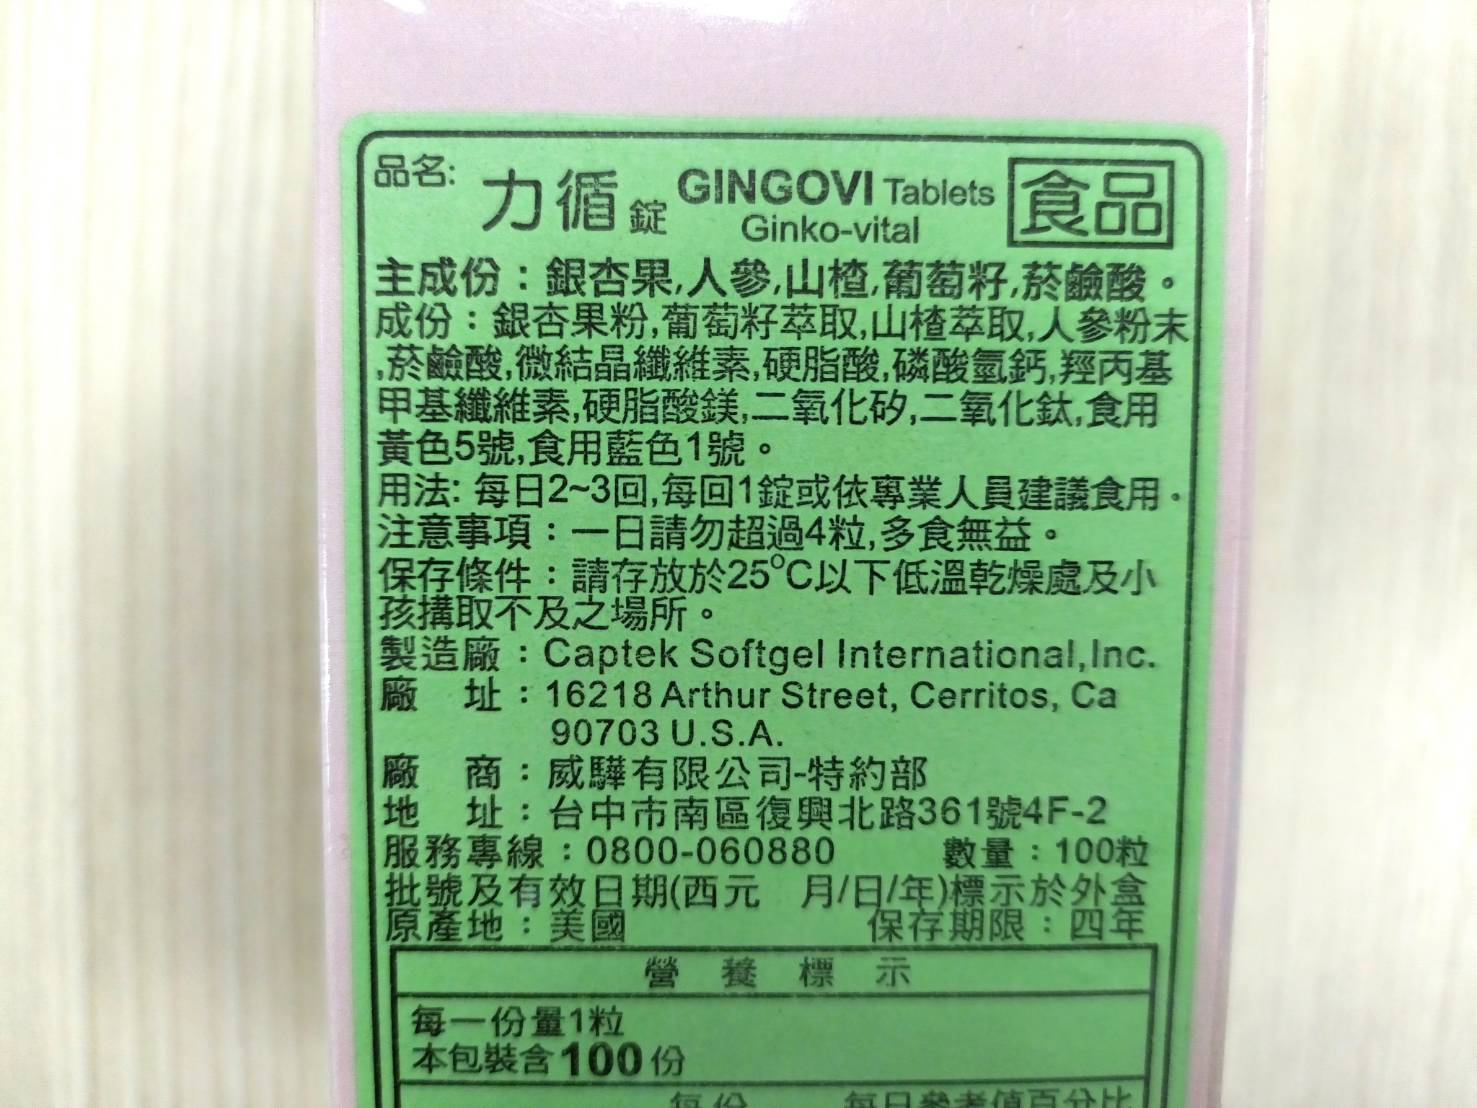 品名: 力循錠 GINGOVI Tablets 食品
Ginko-vital
主成份：銀杏果,人參,山楂,葡萄籽,菸鹼酸。
成份：銀杏果粉,葡萄籽萃取,山楂萃取,人參粉末
,菸鹼酸,微結晶纖維素,硬脂酸,磷酸氫鈣,羥丙基
甲基纖維素,硬脂酸鎂,二氧化矽,二氧化鈦,食用
黃色5號,食用藍色1號。
用法: 每日2~3回,每回1錠或依專業人員建議食用。
注意事項：一日請勿超過4粒,多食無益。
保存條件：請存放於25°C以下低溫乾燥處及小
孩搆取不及之場所。
製造廠：Captek Softgel International,Inc.
廠 址：16218 Arthur Street, Cerritos, Ca
90703 U.S.A.
廠 商：威驊有限公司-特約部
地 址：台中市南區復興北路361號4F-2
服務專線：0800-060880 數量：100粒
批號及有效日期(西元 月/日/年)標示於外盒
原產地：美國 保存期限：四年
營養標示
每一份量1粒
本包裝含100份
每份 每日參考值百分比